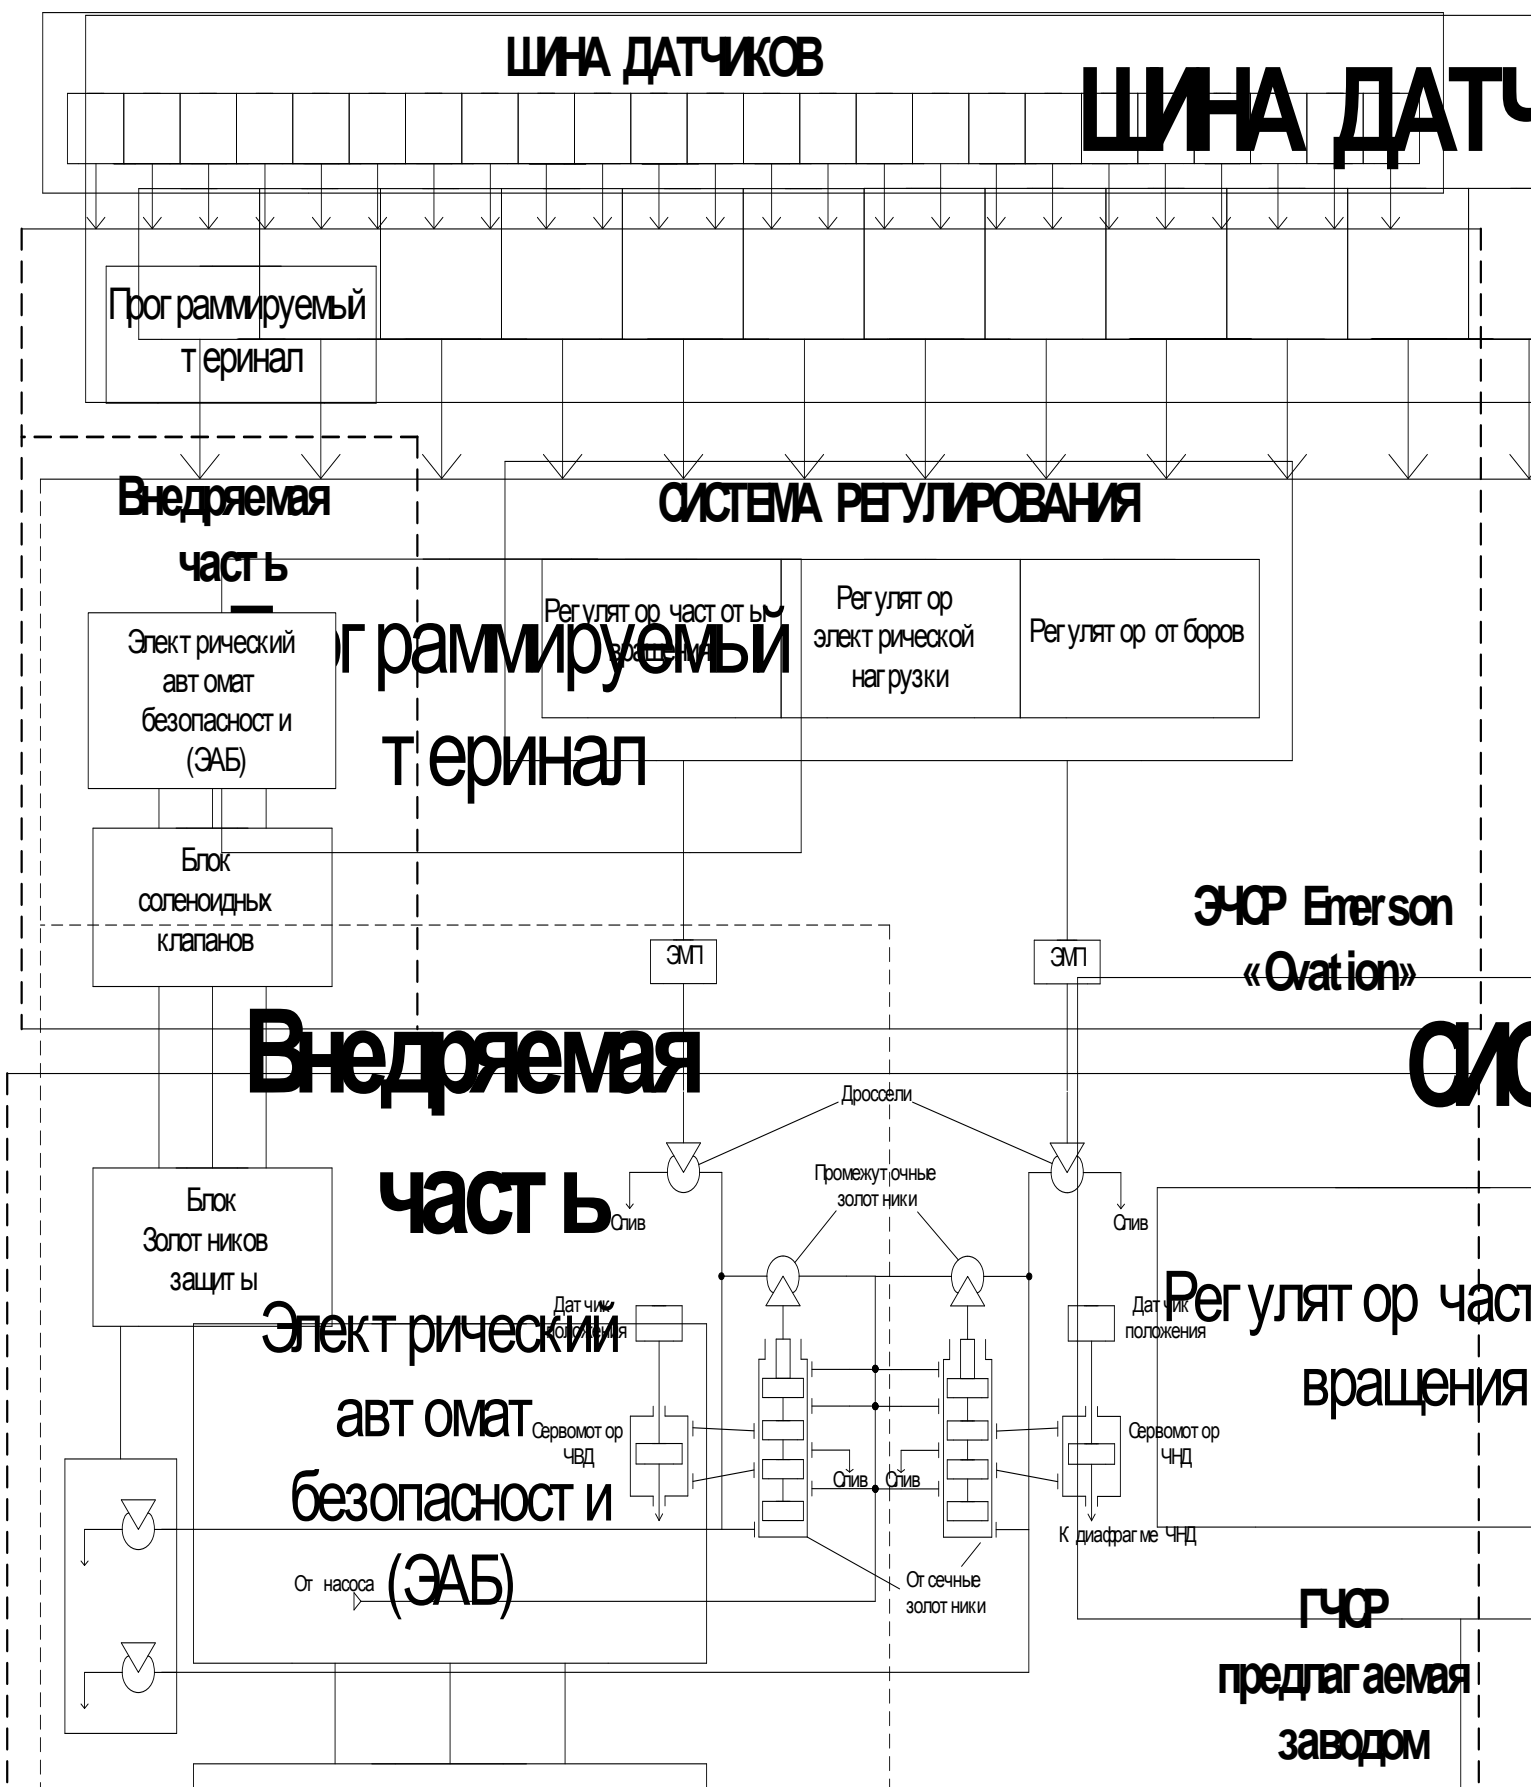 ШИНА ДАТЧИКОВ
ШИНА ДАТЧ
Программируемый
теринал
Внедряемая
часть
СИСТЕМА РЕГУЛИРОВАНИЯ
Регулятор частоты
вращения
Регулятор
электрической
нагрузки
Регулятор отборов
Электрический
автомат
безопасности
(ЭАБ)
Программируемый
теринал
Блок
соленоидных
клапанов
ЭМП
ЭМП
ЭЧСР Emerson
«Ovation»
Внедряемая
часть
СИС
Дроссели
Промежуточные
золотники
Слив
Слив
Блок
Золотников
защиты
Датчик
положения
Датчик
положения
Регулятор част
вращения
Электрический
автомат
безопасности
(ЭАБ)
Сервомотор
ЧВД
Сервомотор
ЧНД
Слив
Слив
К диафрагме ЧНД
От насоса
Отсечные
золотники
ГЧСР
предлагаемая
заводом